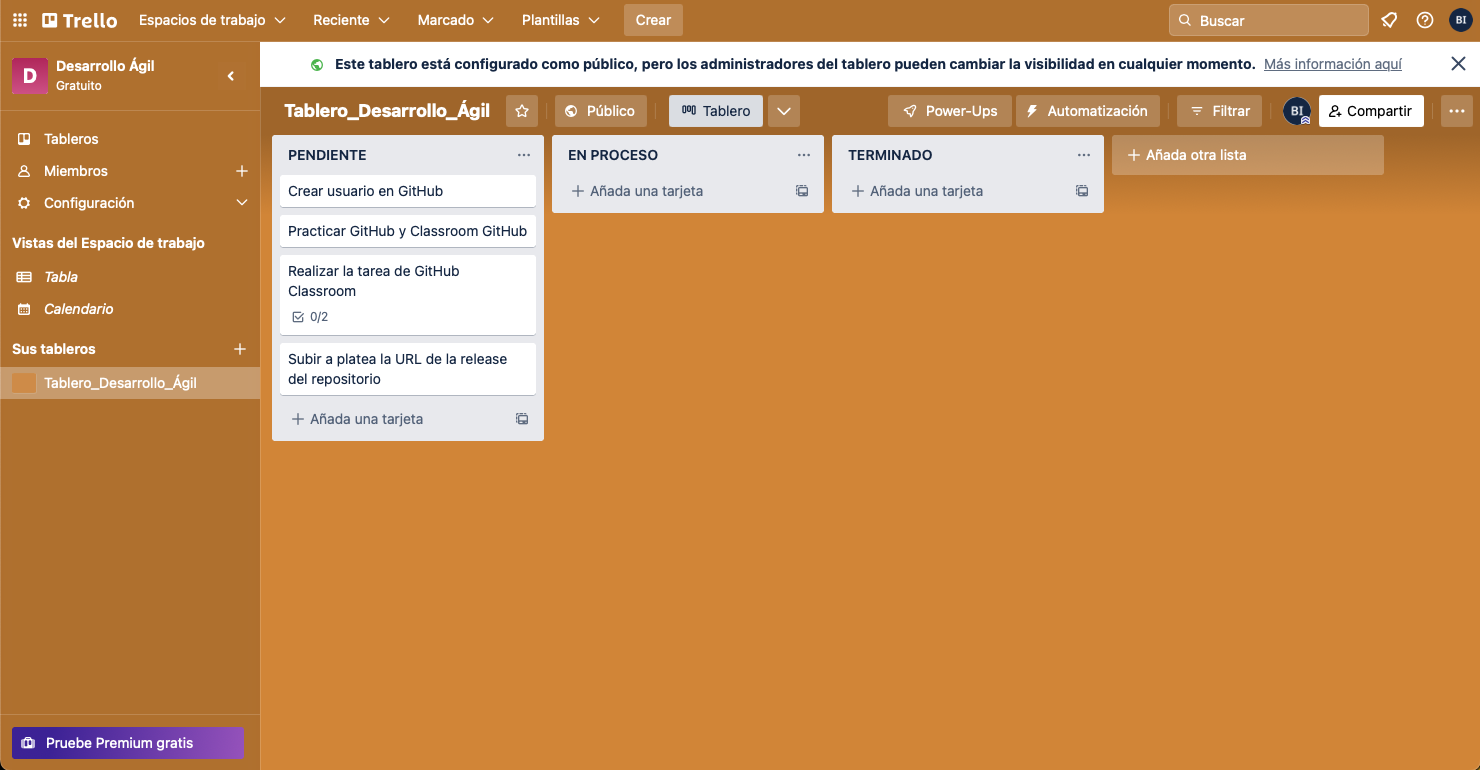 Trello Espacios de trabajo Reciente Marcado Plantillas Crear Buscar BI
D Desarrollo Ágil
Gratuito
Este tablero está configurado como público, pero los administradores del tablero pueden cambiar la visibilidad en cualquier momento. Más información aquí
Tablero_Desarrollo_Ágil Público Tablero Power-Ups Automatización Filtrar BI Compartir
Tableros
Miembros
Configuración
Vistas del Espacio de trabajo
Tabla
Calendario
Sus tableros
Tablero_Desarrollo_Ágil
Pruebe Premium gratis
PENDIENTE
Crear usuario en GitHub
Practicar GitHub y Classroom GitHub
Realizar la tarea de GitHub
Classroom
0/2
Subir a platea la URL de la release
del repositorio
Añada una tarjeta
EN PROCESO
Añada una tarjeta
TERMINADO
Añada una tarjeta
Añada otra lista